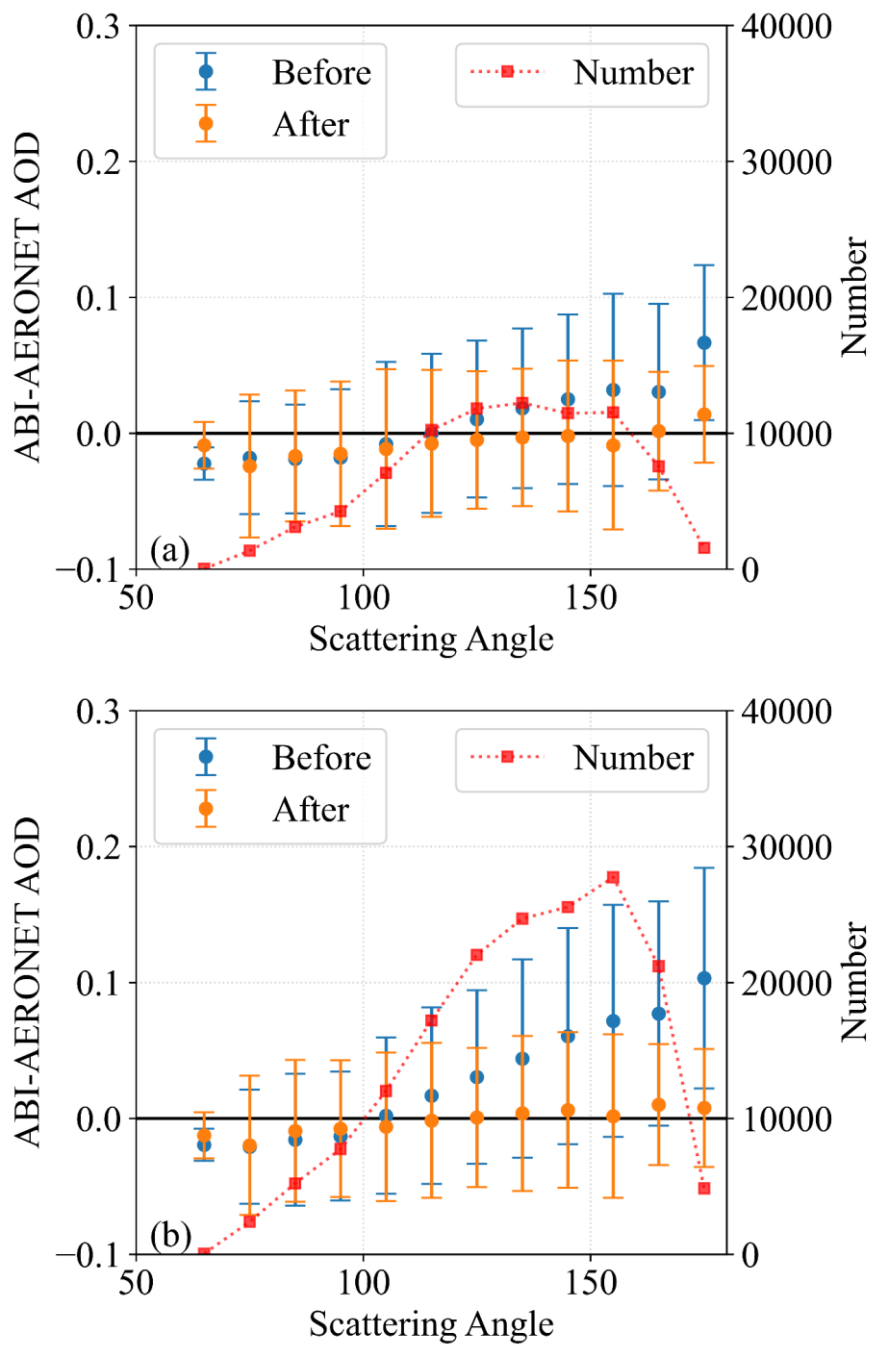 0.3
0.2
0.1
0.0
−0.1
ABI-AERONET AOD
Before
After
Number
40000
30000
20000
10000
0
Number
(a)
50
100
150
Scattering Angle
0.3
0.2
0.1
0.0
−0.1
ABI-AERONET AOD
Before
After
Number
40000
30000
20000
10000
0
Number
(b)
50
100
150
Scattering Angle